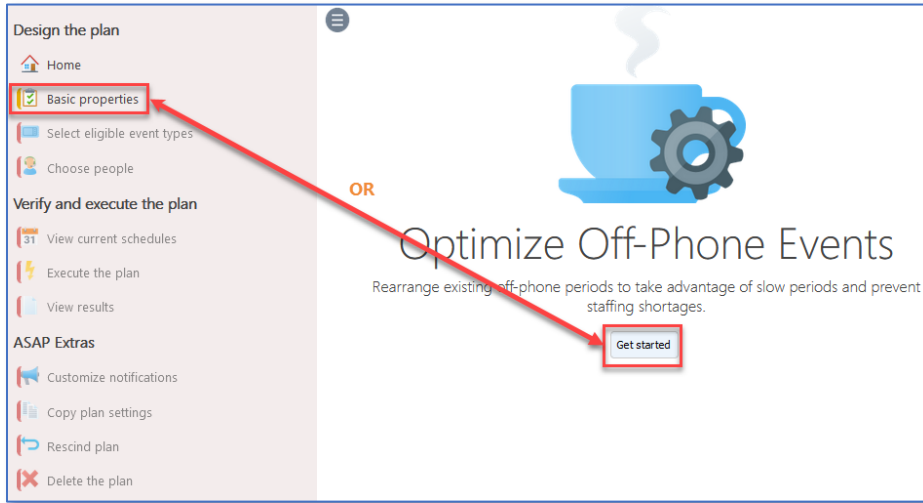 Design the plan
Home
Basic properties
Select eligible event types
Choose people
Verify and execute the plan
31
View current schedules
Execute the plan
View results
ASAP Extras
Customize notifications
Copy plan settings
Rescind plan
Delete the plan
OR
Optimize Off-Phone Events
Rearrange existing off-phone periods to take advantage of slow periods and prevent
staffing shortages.
Get started